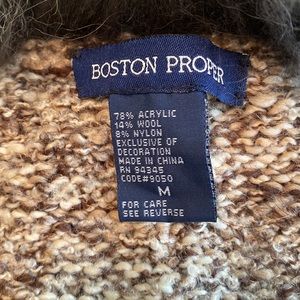 BOSTON PROPER
78% ACRYLIC
14% WOOL
8% NYLON
EXCLUSIVE OF
DECORATION
MADE IN CHINA
RN 94345
CODE#9050
M
FOR CARE
SEE REVERSE